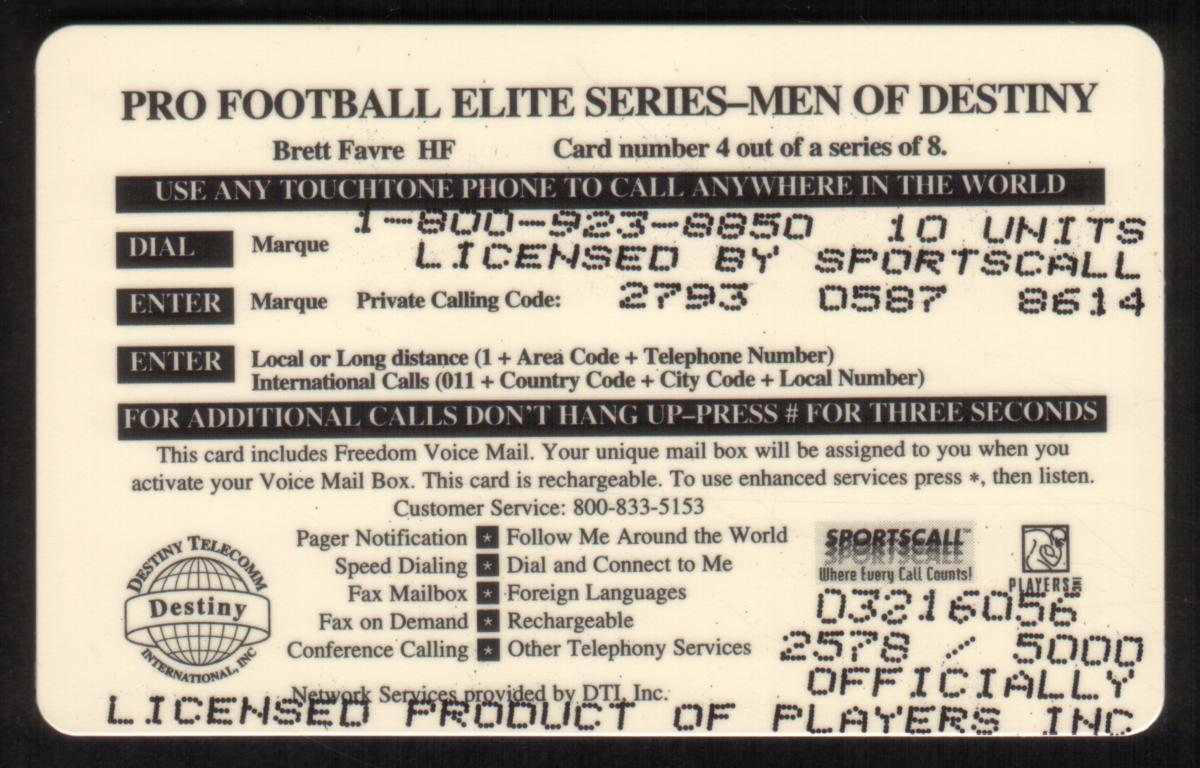 PRO FOOTBALL ELITE SERIES–MEN OF DESTINY
Brett Favre HF Card number 4 out of a series of 8.
USE ANY TOUCHTONE PHONE TO CALL ANYWHERE IN THE WORLD
1-800-923-8850 10 UNITS
DIAL Marque
LICENSED BY SPORTSCALL
ENTER Marque Private Calling Code: 2793 0587 8614
ENTER Local or Long distance (1 + Area Code + Telephone Number)
International Calls (011 + Country Code + City Code + Local Number)
FOR ADDITIONAL CALLS DON'T HANG UP–PRESS # FOR THREE SECONDS
This card includes Freedom Voice Mail. Your unique mail box will be assigned to you when you
activate your Voice Mail Box. This card is rechargeable. To use enhanced services press *, then listen.
Customer Service: 800-833-5153
DESTINY TELECOMM
Destiny
INTERNATIONAL, INC
Pager Notification * Follow Me Around the World
Speed Dialing * Dial and Connect to Me
Fax Mailbox * Foreign Languages
Fax on Demand * Rechargeable
Conference Calling * Other Telephony Services
SPORTSCALL™
Where Every Call Counts!
PLAYERS INC
03216056
2578 / 5000
OFFICIALLY
Network Services provided by DTI, Inc.
LICENSED PRODUCT OF PLAYERS INC